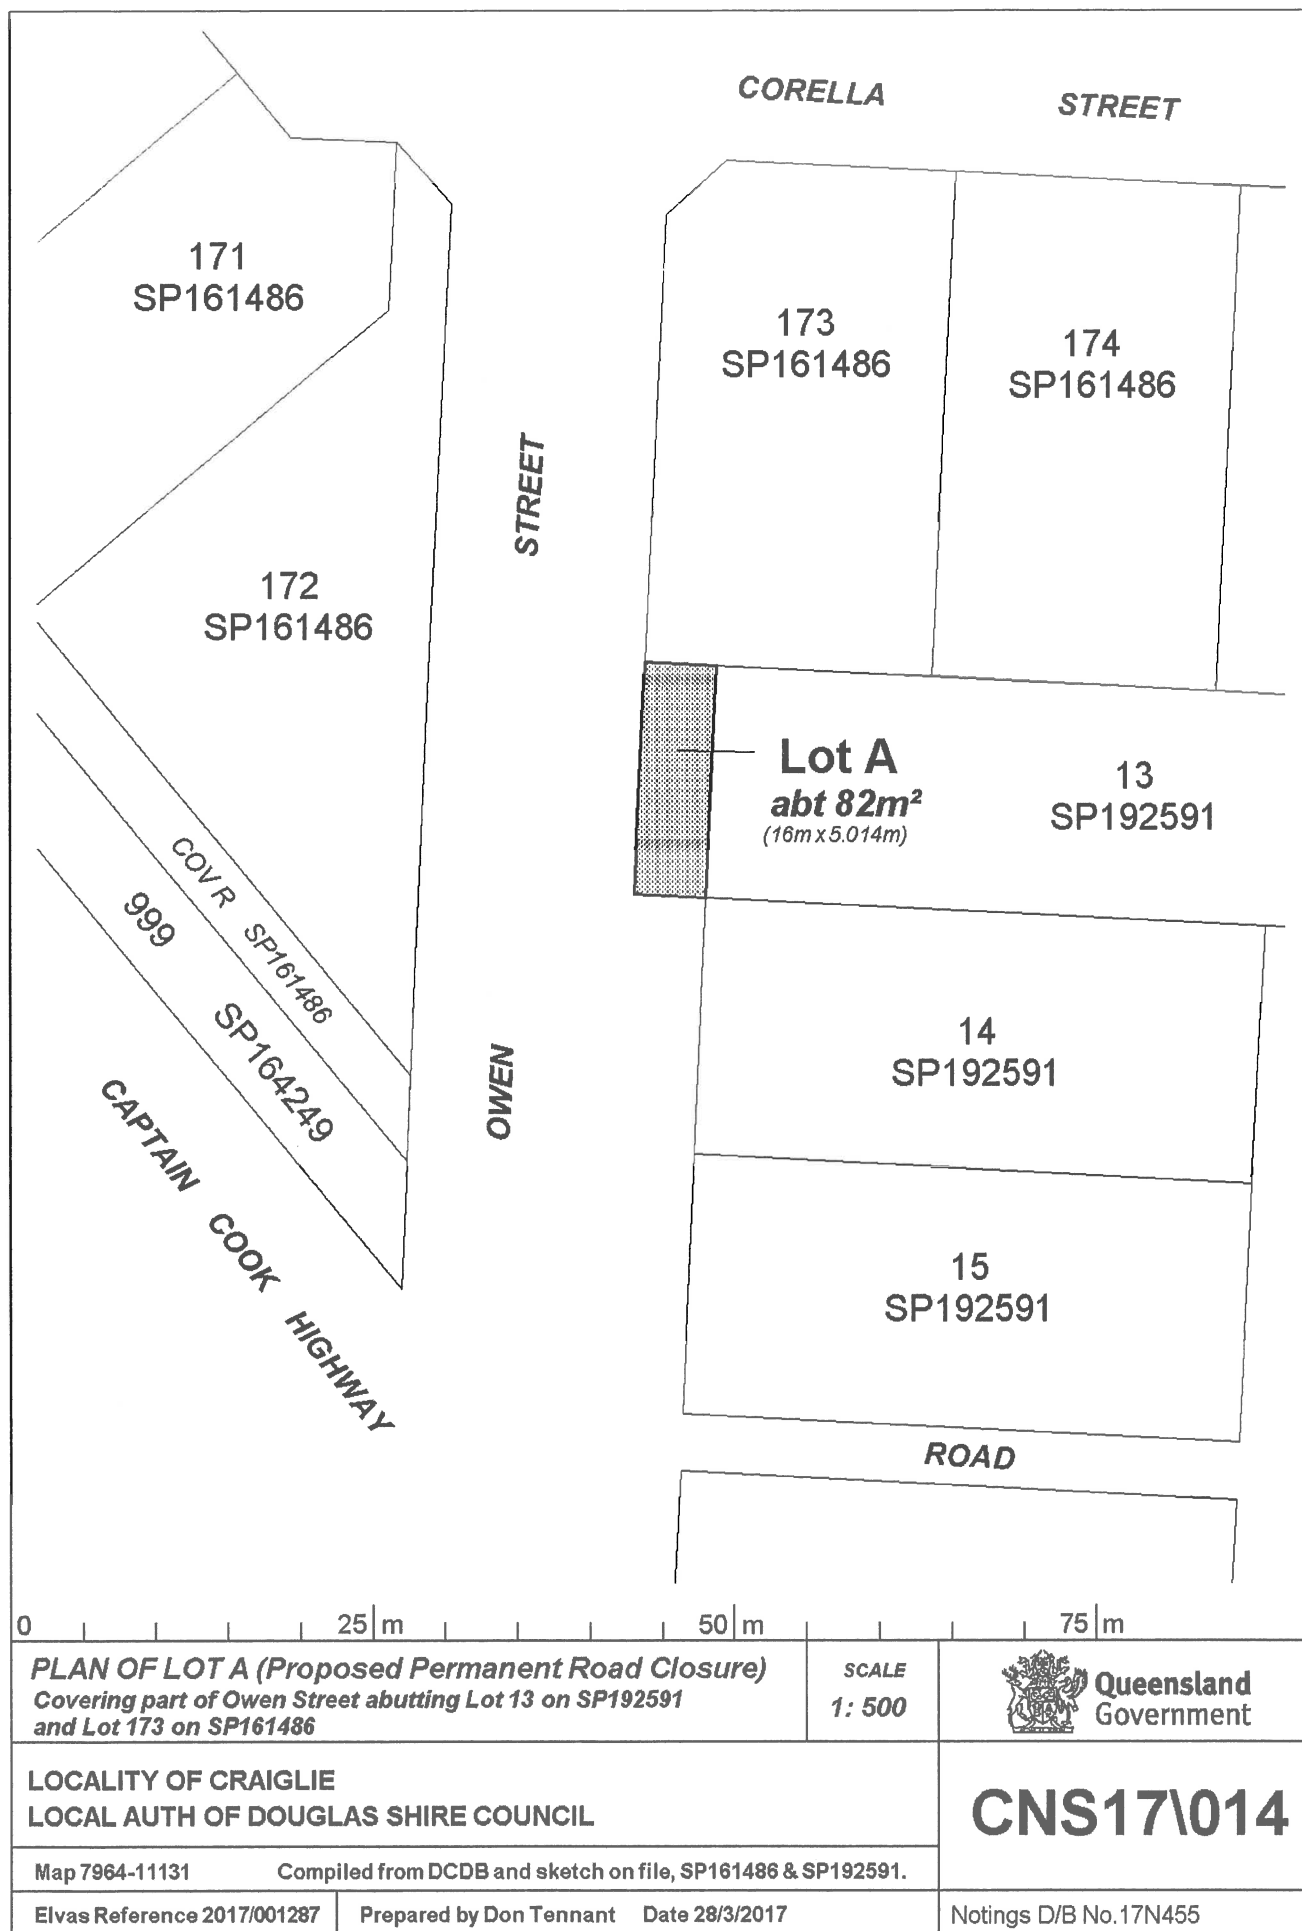 CORELLA STREET
171
SP161486
173
SP161486
174
SP161486
STREET
172
SP161486
Lot A
abt 82m²
(16m x 5.014m)
13
SP192591
COV R SP161486
999 SP164249
OWEN
14
SP192591
CAPTAIN COOK HIGHWAY
15
SP192591
ROAD
0 25 m 50 m 75 m
PLAN OF LOT A (Proposed Permanent Road Closure)
Covering part of Owen Street abutting Lot 13 on SP192591
and Lot 173 on SP161486
SCALE
1: 500
Queensland
Government
LOCALITY OF CRAIGLIE
LOCAL AUTH OF DOUGLAS SHIRE COUNCIL
CNS17\014
Map 7964-11131 Compiled from DCDB and sketch on file, SP161486 & SP192591.
Elvas Reference 2017/001287 Prepared by Don Tennant Date 28/3/2017
Notings D/B No.17N455